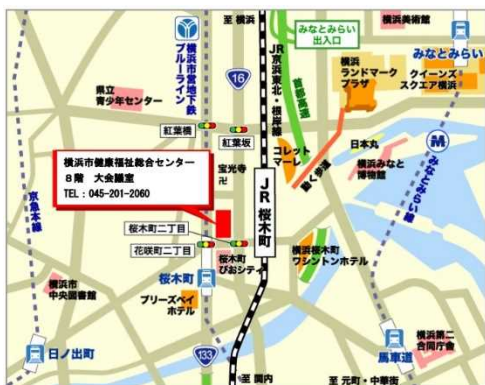 至 横浜
みなとみらい
出入口
横浜美術館
みなとみらい
横浜市営地下鉄
ブルーライン
16
JR京浜東北・根岸線
首都高速
横浜
ランドマーク
プラザ
クイーンズ
スクエア横浜
県立
青少年センター
紅葉橋
紅葉坂
コレット
マーレ
動く歩道
日本丸
横浜みなと
博物館
M
みなとみらい線
横浜市健康福祉総合センター
8階 大会議室
TEL:045-201-2060
宝光寺
卍
JR 桜木町
京急本線
桜木町二丁目
花咲町二丁目
桜木町
ぴおシティ
横浜桜木町
ワシントンホテル
横浜市
中央図書館
桜木町
ブリーズベイ
ホテル
日ノ出町
133
至 関内
馬車道
横浜第二
合同庁舎
至 元町・中華街